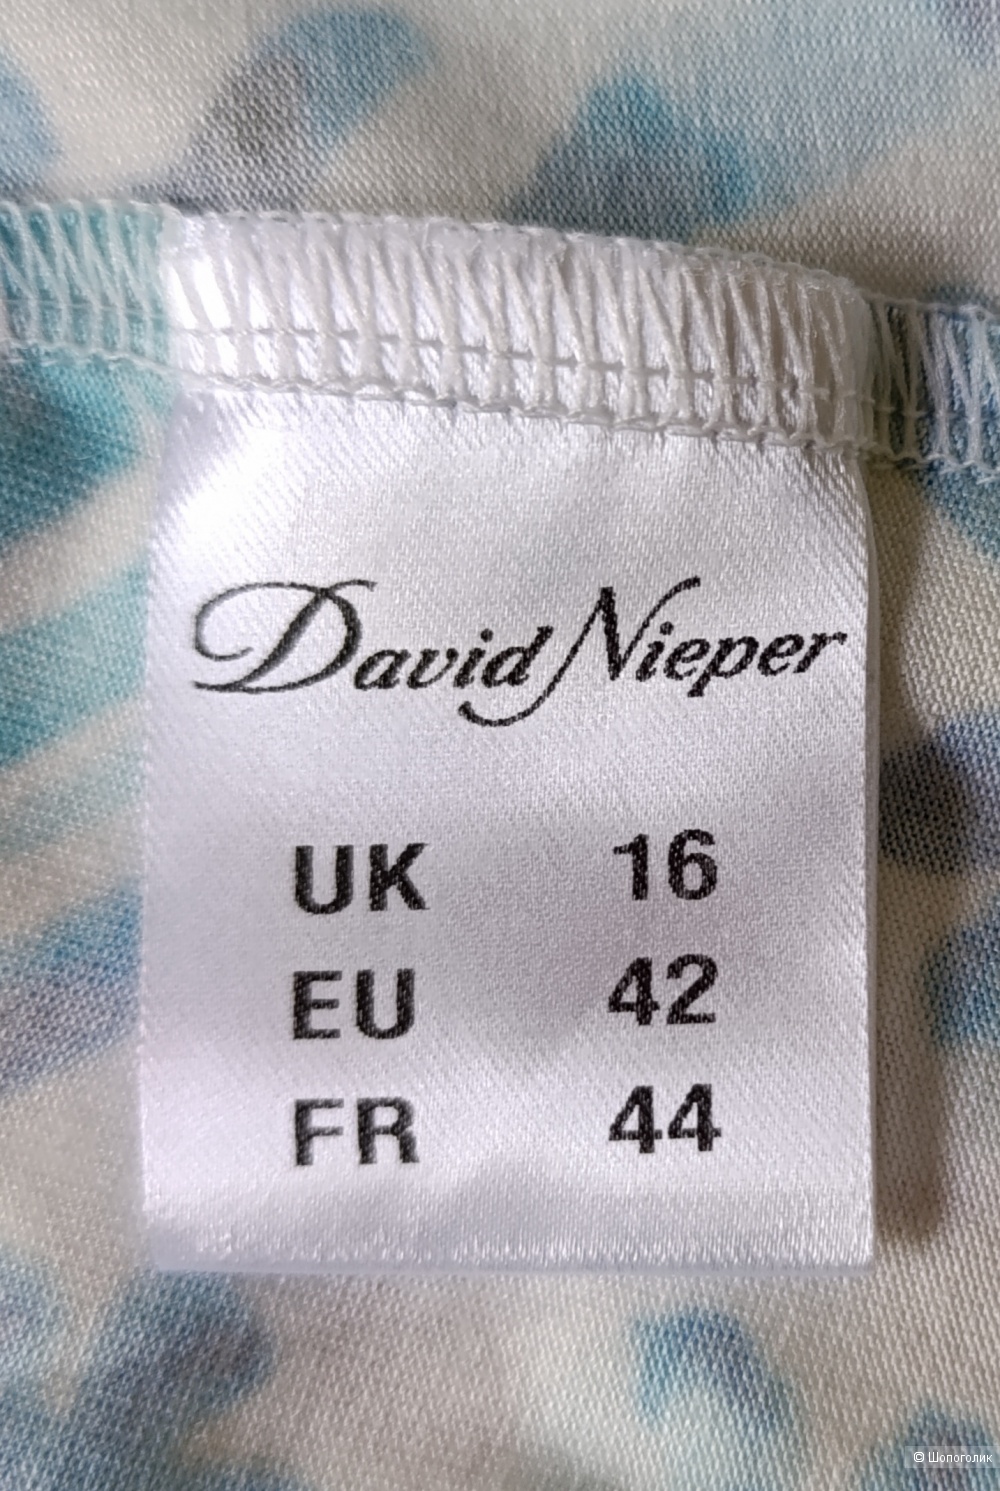 David Nieper
UK 16
EU 42
FR 44
© Шопоголик